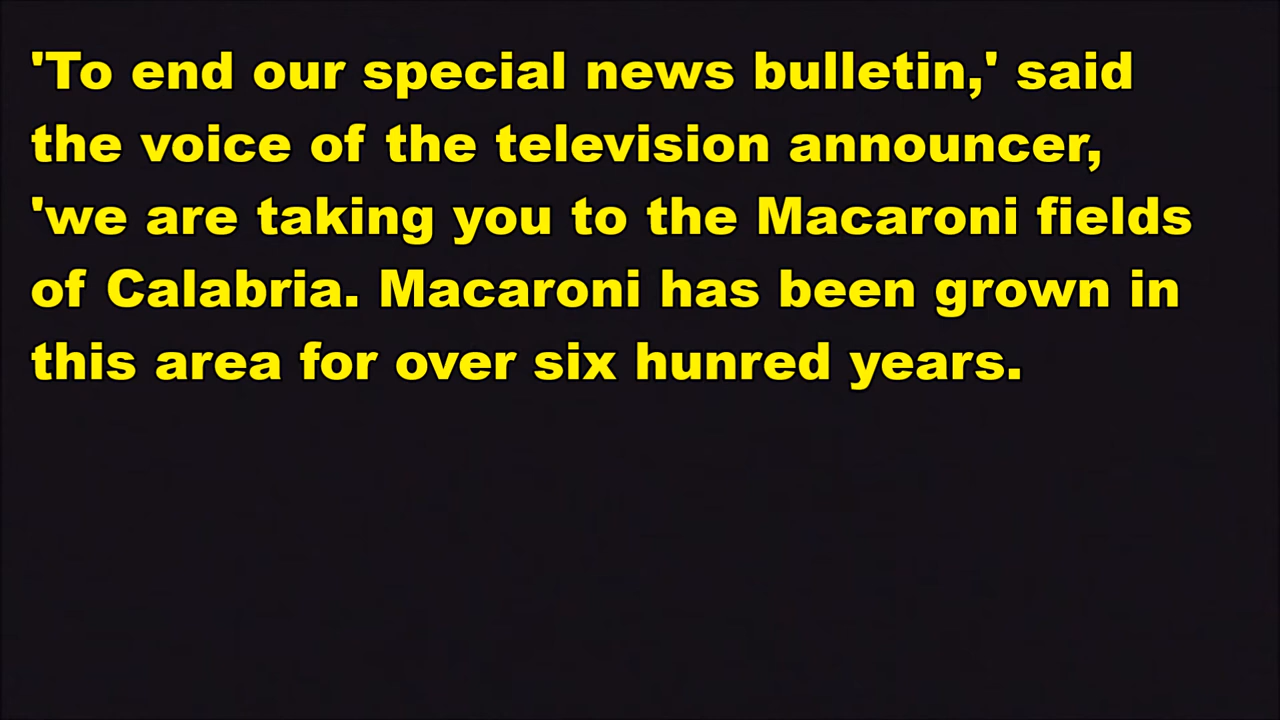 'To end our special news bulletin,' said
the voice of the television announcer,
'we are taking you to the Macaroni fields
of Calabria. Macaroni has been grown in
this area for over six hunred years.